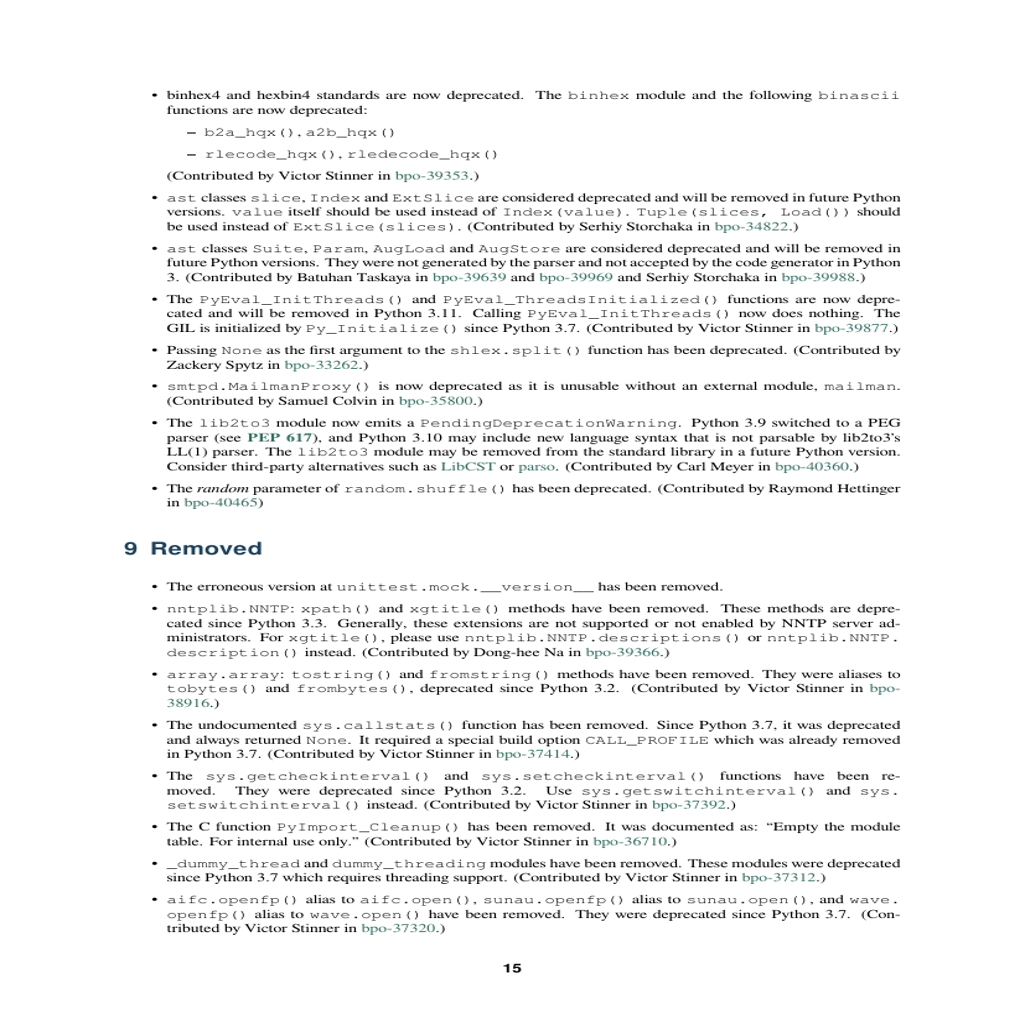 • binhex4 and hexbin4 standards are now deprecated. The binhex module and the following binascii
functions are now deprecated:
– b2a_hqx(), a2b_hqx()
– rlecode_hqx(), rledecode_hqx()
(Contributed by Victor Stinner in bpo-39353.)
• ast classes slice, Index and ExtSlice are considered deprecated and will be removed in future Python
versions. value itself should be used instead of Index(value). Tuple(slices, Load()) should
be used instead of ExtSlice(slices). (Contributed by Serhiy Storchaka in bpo-34822.)
• ast classes Suite, Param, AugLoad and AugStore are considered deprecated and will be removed in
future Python versions. They were not generated by the parser and not accepted by the code generator in Python
3. (Contributed by Batuhan Taskaya in bpo-39639 and bpo-39969 and Serhiy Storchaka in bpo-39988.)
• The PyEval_InitThreads() and PyEval_ThreadsInitialized() functions are now depre-
cated and will be removed in Python 3.11. Calling PyEval_InitThreads() now does nothing. The
GIL is initialized by Py_Initialize() since Python 3.7. (Contributed by Victor Stinner in bpo-39877.)
• Passing None as the first argument to the shlex.split() function has been deprecated. (Contributed by
Zackery Spytz in bpo-33262.)
• smtpd.MailmanProxy() is now deprecated as it is unusable without an external module, mailman.
(Contributed by Samuel Colvin in bpo-35800.)
• The lib2to3 module now emits a PendingDeprecationWarning. Python 3.9 switched to a PEG
parser (see PEP 617), and Python 3.10 may include new language syntax that is not parsable by lib2to3's
LL(1) parser. The lib2to3 module may be removed from the standard library in a future Python version.
Consider third-party alternatives such as LibCST or parso. (Contributed by Carl Meyer in bpo-40360.)
• The random parameter of random.shuffle() has been deprecated. (Contributed by Raymond Hettinger
in bpo-40465)
9 Removed
• The erroneous version at unittest.mock.__version__ has been removed.
• nntplib.NNTP: xpath() and xgtitle() methods have been removed. These methods are depre-
cated since Python 3.3. Generally, these extensions are not supported or not enabled by NNTP server ad-
ministrators. For xgtitle(), please use nntplib.NNTP.descriptions() or nntplib.NNTP.
description() instead. (Contributed by Dong-hee Na in bpo-39366.)
• array.array: tostring() and fromstring() methods have been removed. They were aliases to
tobytes() and frombytes(), deprecated since Python 3.2. (Contributed by Victor Stinner in bpo-
38916.)
• The undocumented sys.callstats() function has been removed. Since Python 3.7, it was deprecated
and always returned None. It required a special build option CALL_PROFILE which was already removed
in Python 3.7. (Contributed by Victor Stinner in bpo-37414.)
• The sys.getcheckinterval() and sys.setcheckinterval() functions have been re-
moved. They were deprecated since Python 3.2. Use sys.getswitchinterval() and sys.
setswitchinterval() instead. (Contributed by Victor Stinner in bpo-37392.)
• The C function PyImport_Cleanup() has been removed. It was documented as: “Empty the module
table. For internal use only.” (Contributed by Victor Stinner in bpo-36710.)
• _dummy_thread and dummy_threading modules have been removed. These modules were deprecated
since Python 3.7 which requires threading support. (Contributed by Victor Stinner in bpo-37312.)
• aifc.openfp() alias to aifc.open(), sunau.openfp() alias to sunau.open(), and wave.
openfp() alias to wave.open() have been removed. They were deprecated since Python 3.7. (Con-
tributed by Victor Stinner in bpo-37320.)
15